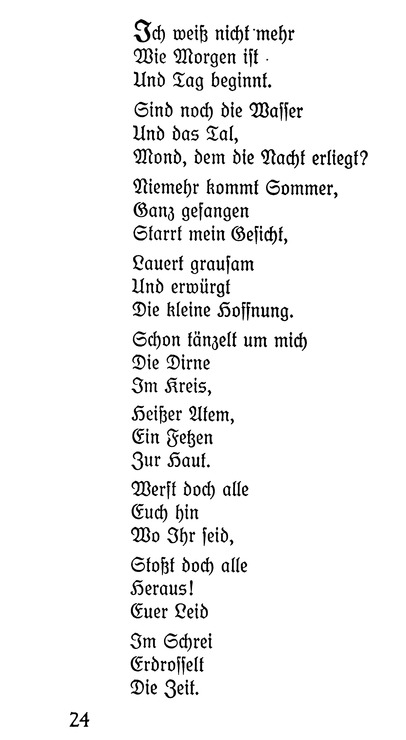 Ich weiß nicht mehr
Wie Morgen ist
Und Tag beginnt.
Sind noch die Wasser
Und das Tal,
Mond, dem die Nacht erliegt?
Niemehr kommt Sommer,
Ganz gefangen
Starrt mein Gesicht,
Lauert grausam
Und erwürgt
Die kleine Hoffnung.
Schon tänzelt um mich
Die Dirne
Im Kreis,
Heißer Atem,
Ein Fetzen
Zur Haut.
Werft doch alle
Euch hin
Wo Ihr seid,
Stoßt doch alle
Heraus!
Euer Leid
Im Schrei
Erdrosselt
Die Zeit.
24